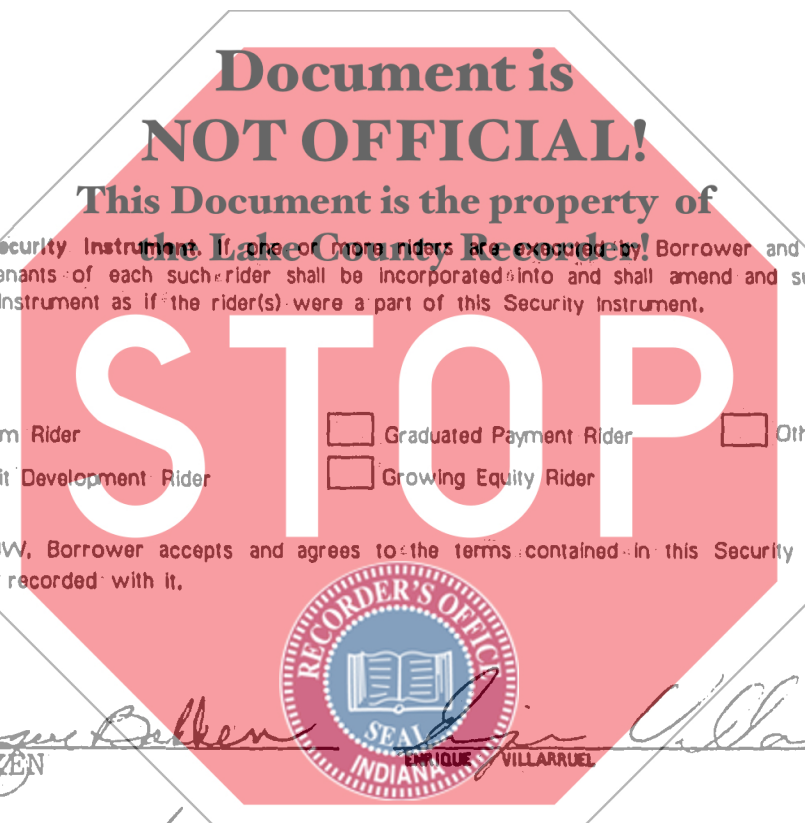 Document is
NOT OFFICIAL!
This Document is the property of
the Lake County Recorder!
ecurity Instrument. If one or more riders are executed by Borrower and
enants of each such rider shall be incorporated into and shall amend and su
Instrument as if the rider(s) were a part of this Security Instrument.
STOP
m Rider Graduated Payment Rider Oth
it Development Rider Growing Equity Rider
OW, Borrower accepts and agrees to the terms contained in this Security
recorded with it.
RECORDER'S OFFICE
SEAL
INDIANA
Bakken
ENRIQUE VILLARRUEL